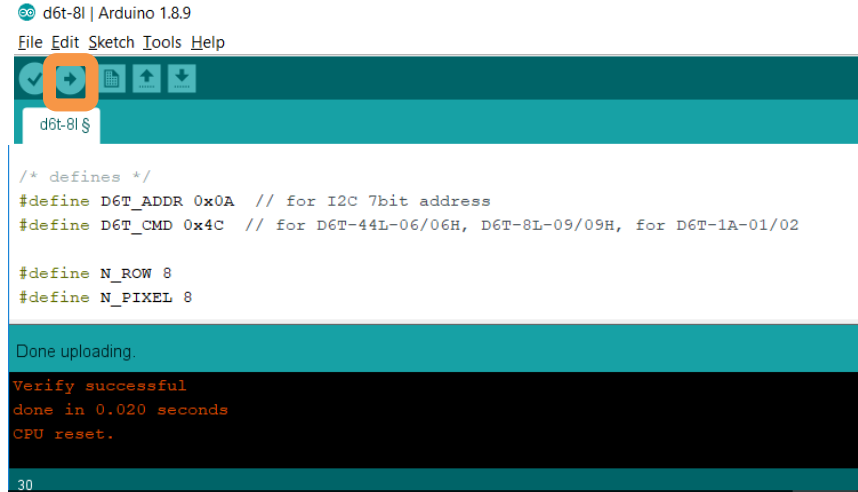 d6t-8l | Arduino 1.8.9
File Edit Sketch Tools Help
d6t-8l §
/* defines */
#define D6T_ADDR 0x0A  // for I2C 7bit address
#define D6T_CMD 0x4C  // for D6T-44L-06/06H, D6T-8L-09/09H, for D6T-1A-01/02
#define N_ROW 8
#define N_PIXEL 8
Done uploading.
Verify successful
done in 0.020 seconds
CPU reset.
30